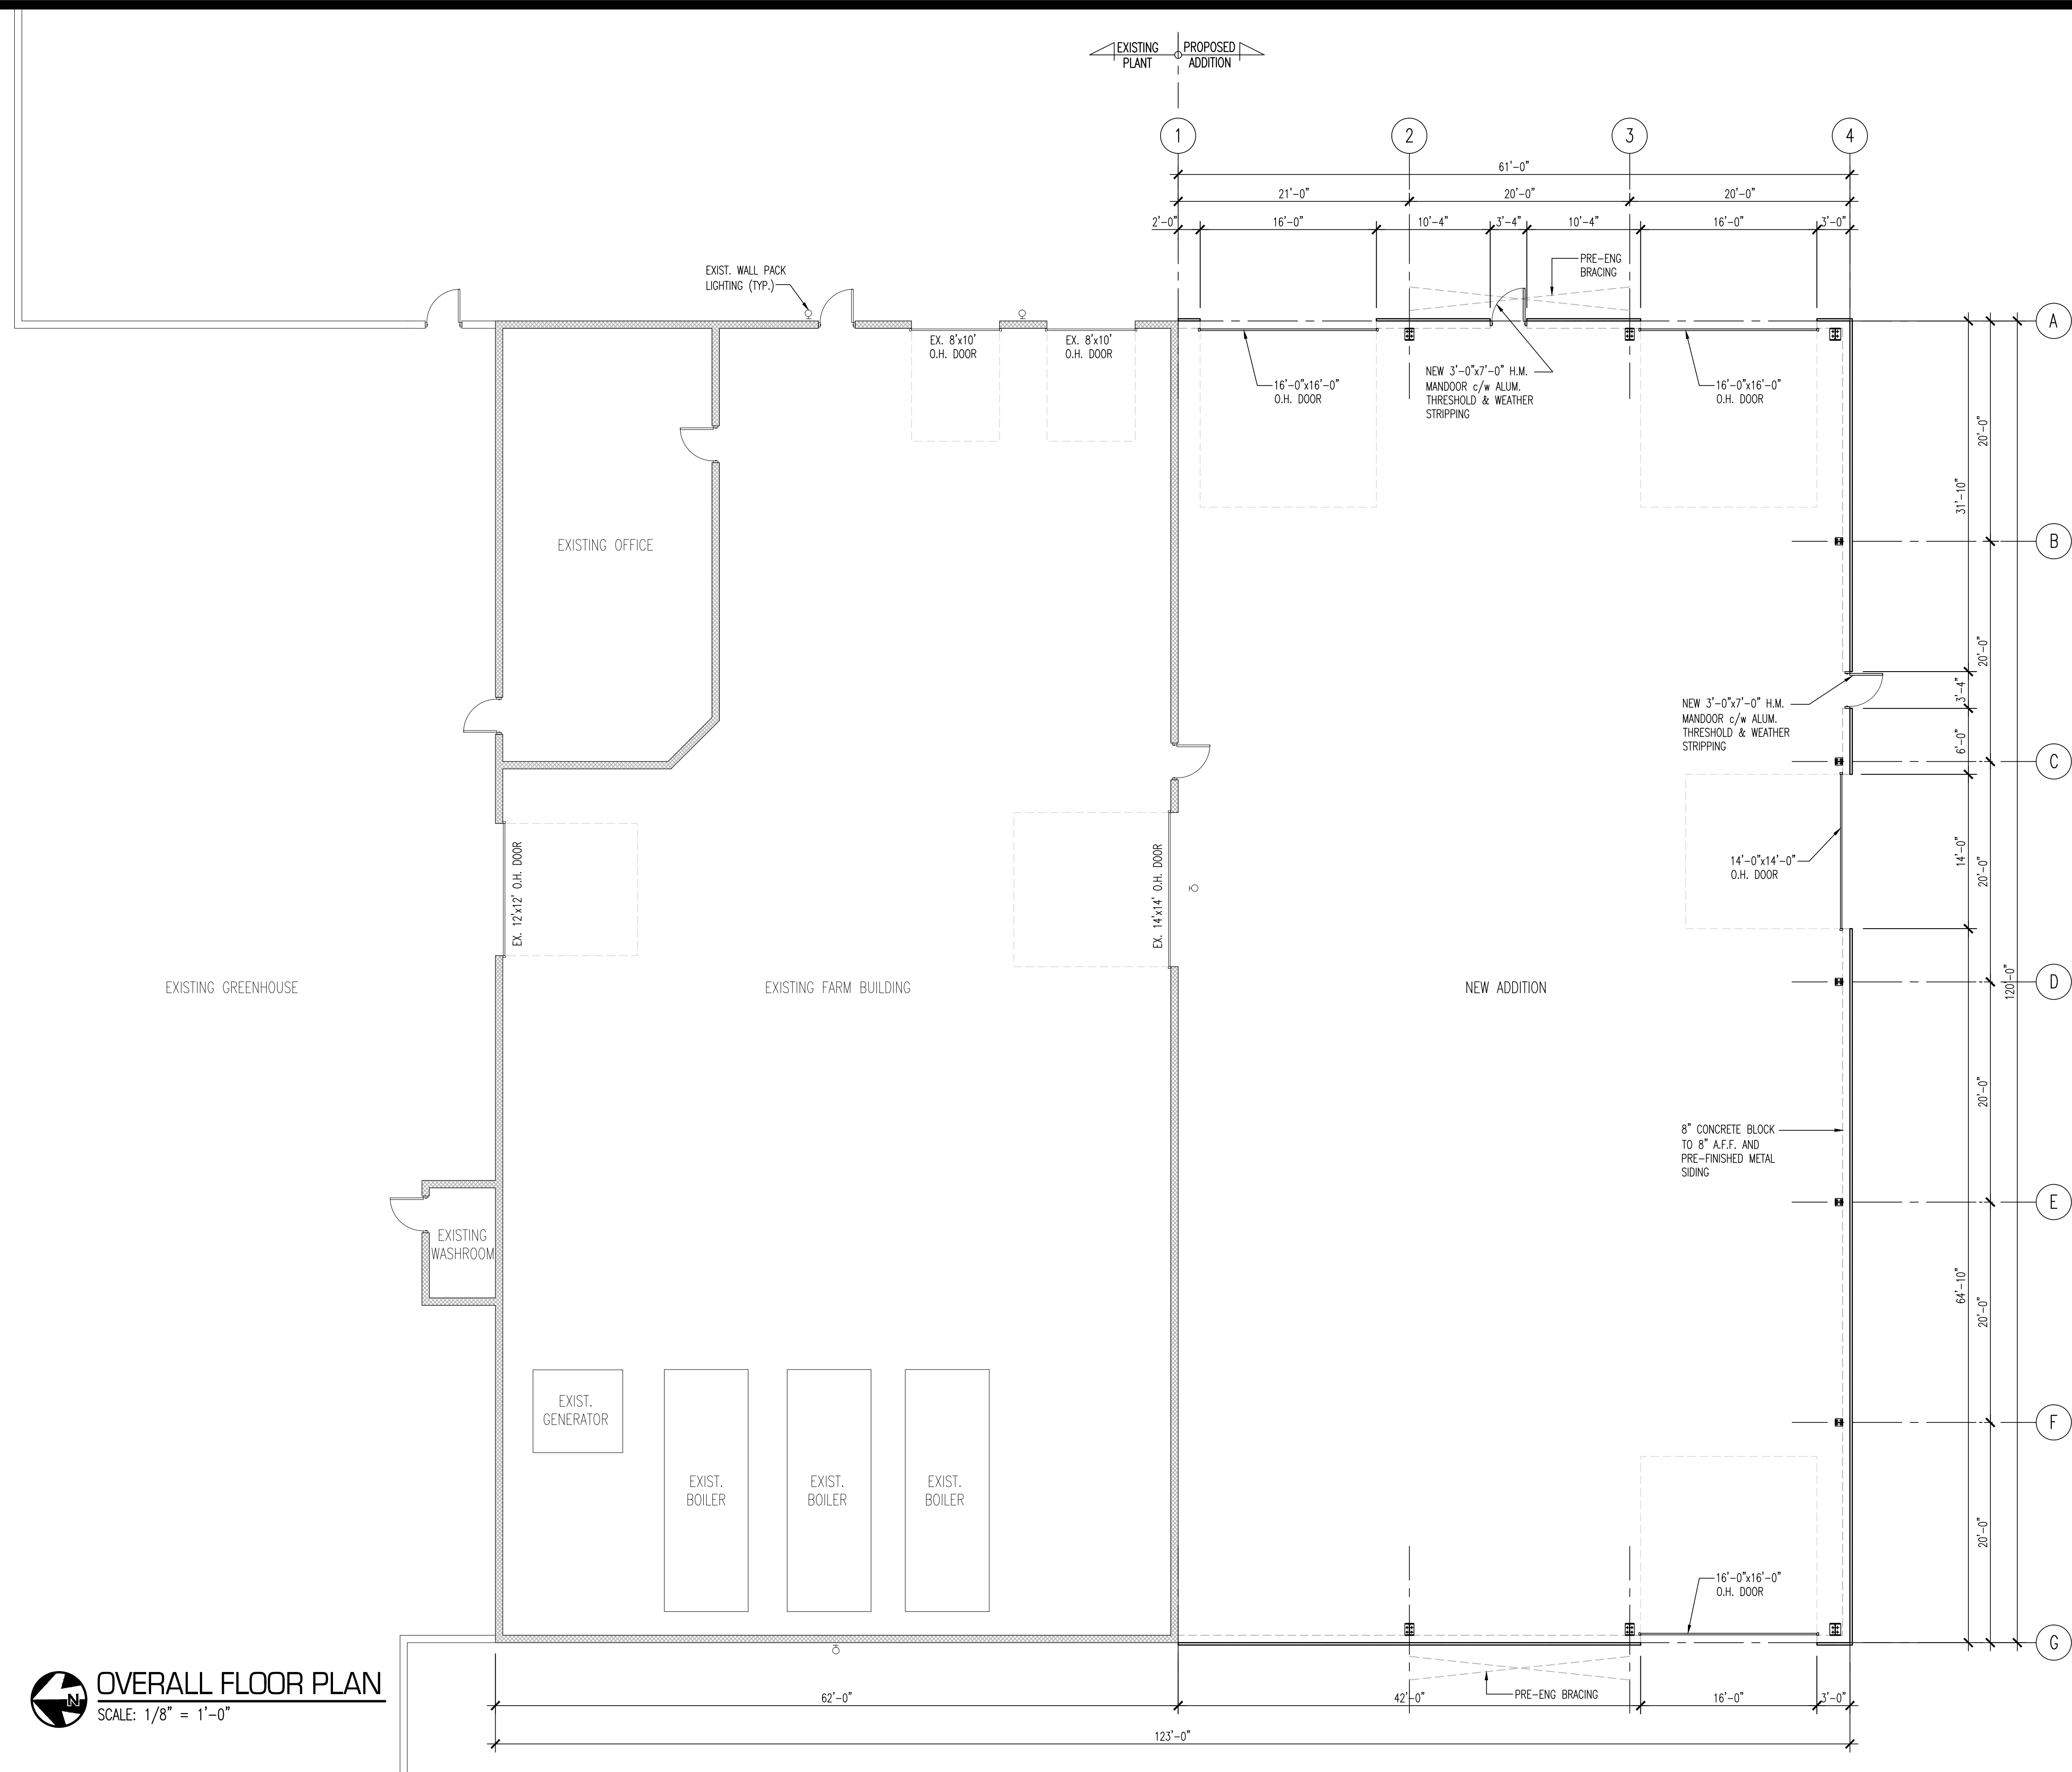 EXISTING PLANT
PROPOSED ADDITION
1
2
3
4
61'-0"
21'-0"
20'-0"
20'-0"
2'-0"
16'-0"
10'-4"
3'-4"
10'-4"
16'-0"
3'-0"
PRE-ENG
BRACING
EXIST. WALL PACK
LIGHTING (TYP.)
A
EX. 8'x10'
O.H. DOOR
EX. 8'x10'
O.H. DOOR
16'-0"x16'-0"
O.H. DOOR
NEW 3'-0"x7'-0" H.M.
MANDOOR c/w ALUM.
THRESHOLD & WEATHER
STRIPPING
16'-0"x16'-0"
O.H. DOOR
20'-0"
31'-10"
EXISTING OFFICE
B
20'-0"
3'-4"
NEW 3'-0"x7'-0" H.M.
MANDOOR c/w ALUM.
THRESHOLD & WEATHER
STRIPPING
6'-0"
C
EX. 12'x12' O.H. DOOR
EX. 14'x14' O.H. DOOR
14'-0"x14'-0"
O.H. DOOR
14'-0"
20'-0"
EXISTING GREENHOUSE
EXISTING FARM BUILDING
NEW ADDITION
120'-0"
D
20'-0"
8" CONCRETE BLOCK
TO 8" A.F.F. AND
PRE-FINISHED METAL
SIDING
E
EXISTING
WASHROOM
64'-10"
20'-0"
EXIST.
GENERATOR
F
EXIST.
BOILER
EXIST.
BOILER
EXIST.
BOILER
20'-0"
16'-0"x16'-0"
O.H. DOOR
G
N
OVERALL FLOOR PLAN
SCALE: 1/8" = 1'-0"
PRE-ENG BRACING
62'-0"
42'-0"
16'-0"
3'-0"
123'-0"